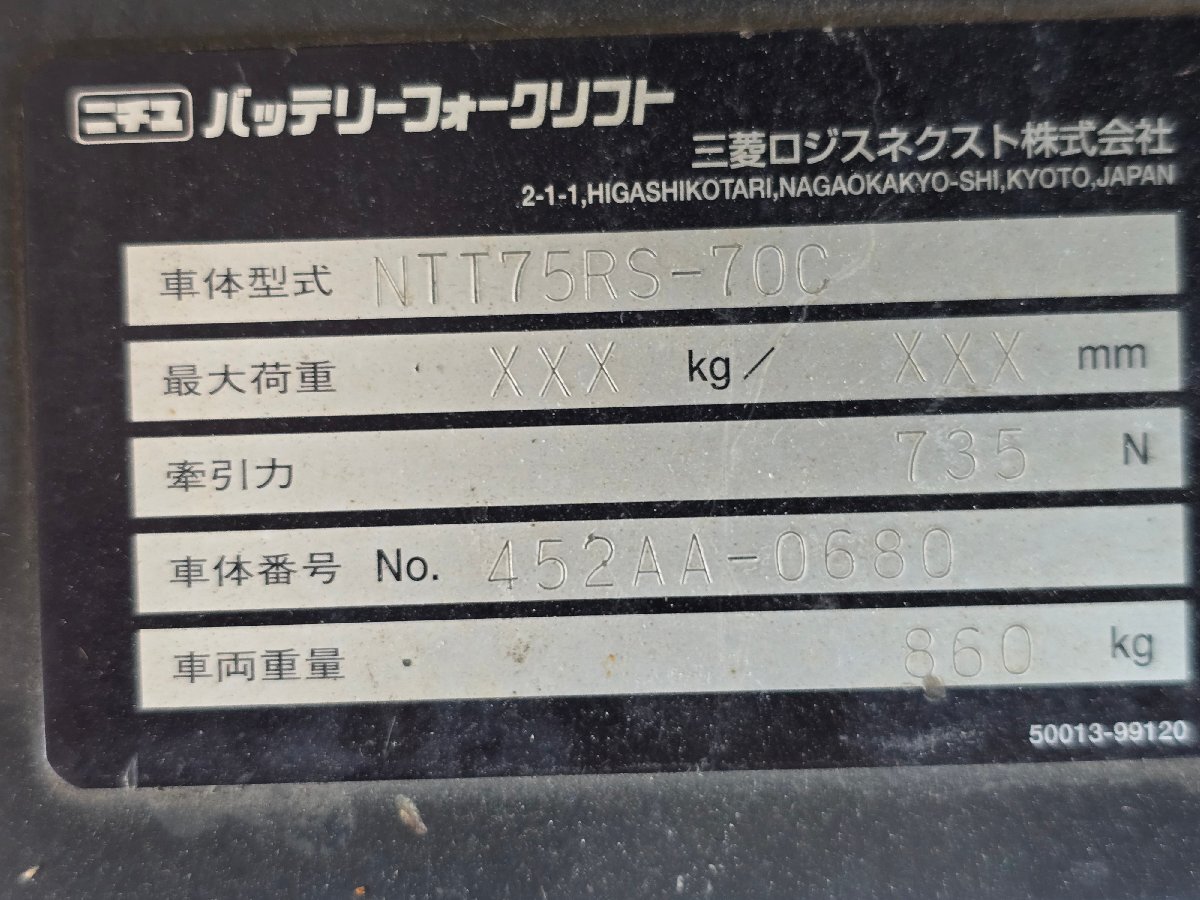 ニチユ バッテリーフォークリフト
三菱ロジスネクスト株式会社
2-1-1,HIGASHIKOTARI,NAGAOKAKYO-SHI,KYOTO,JAPAN
車体型式 NTT75RS-70C
最大荷重 XXX kg/ XXX mm
牽引力 735 N
車体番号 No. 452AA-0680
車両重量 860 kg
50013-99120